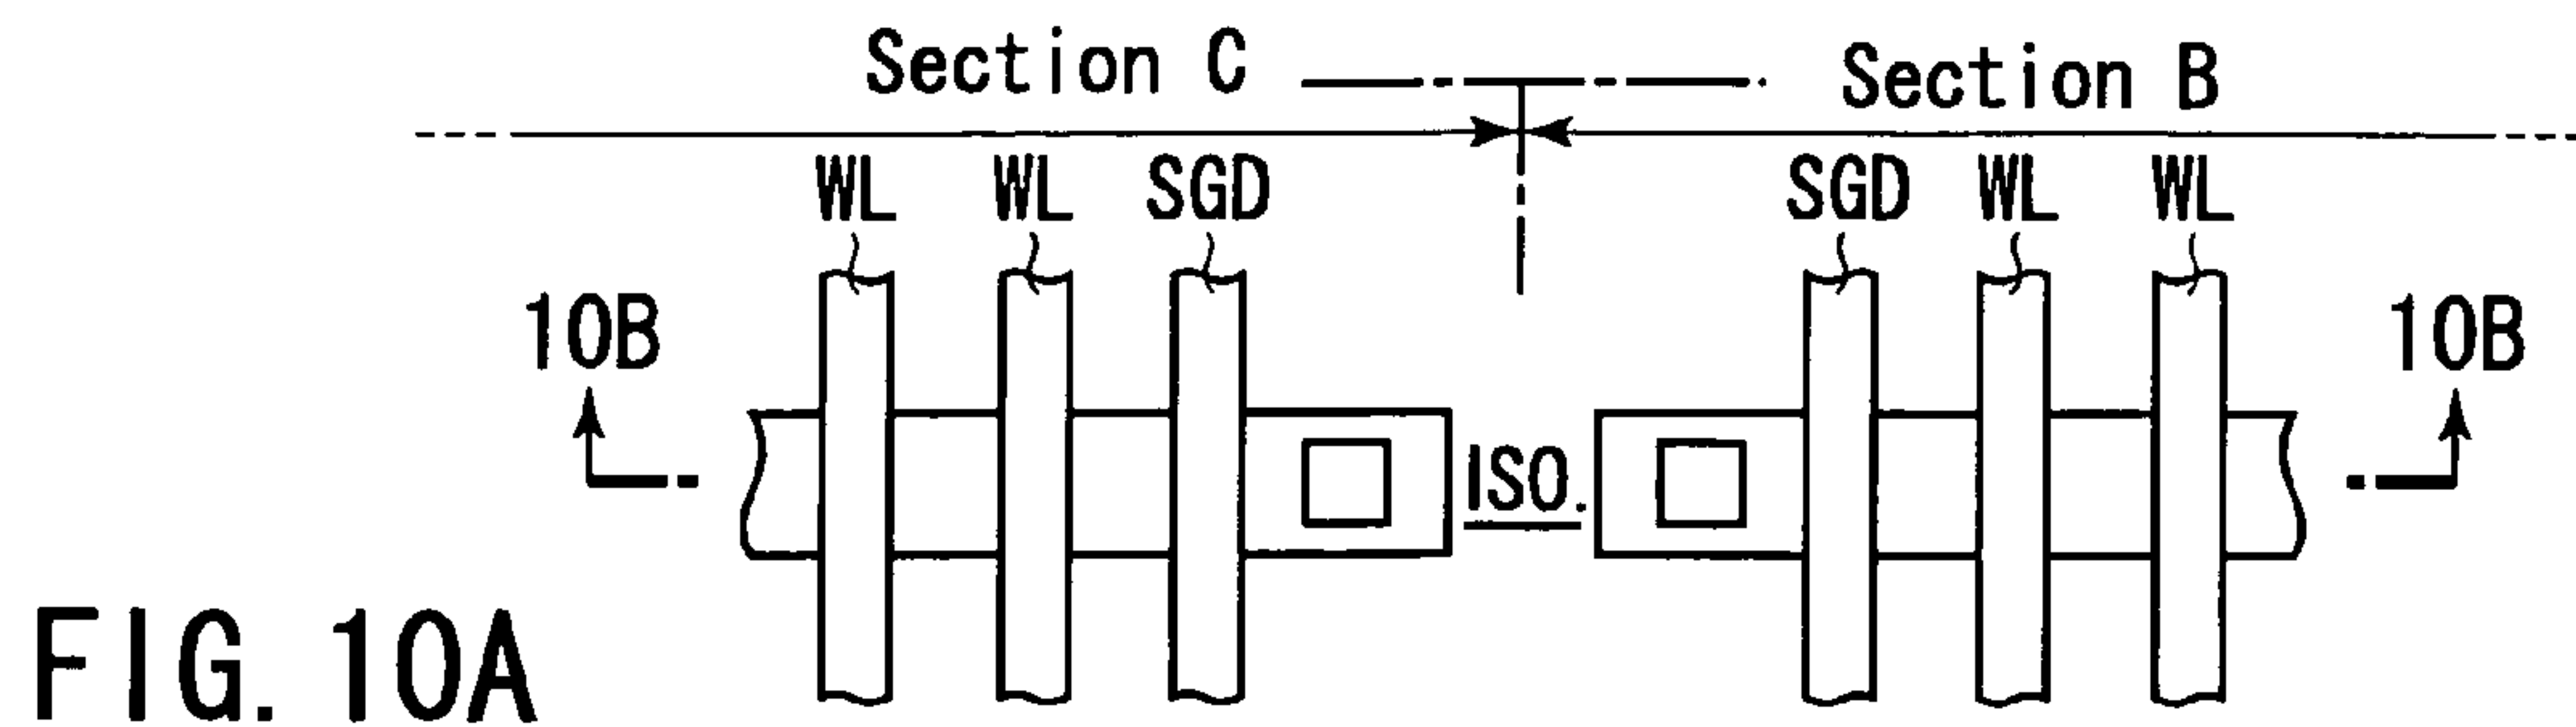 Section C Section B
WL WL SGD SGD WL WL
10B 10B
ISO.
FIG. 10A